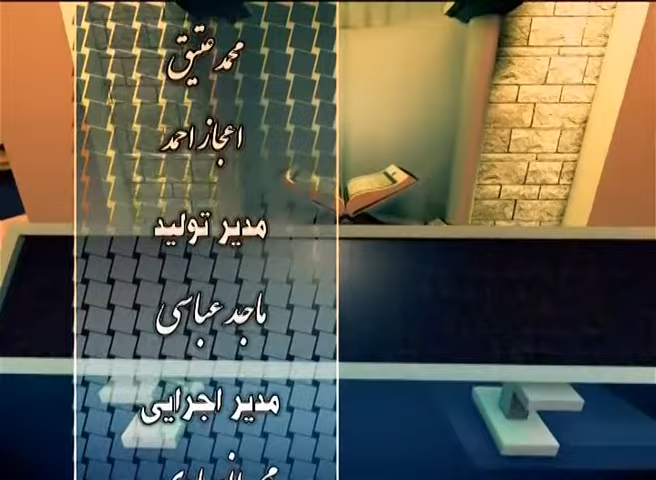 محمد عتیق
اعجاز احمد
مدیر تولید
ماجد عباسی
مدیر اجرایی